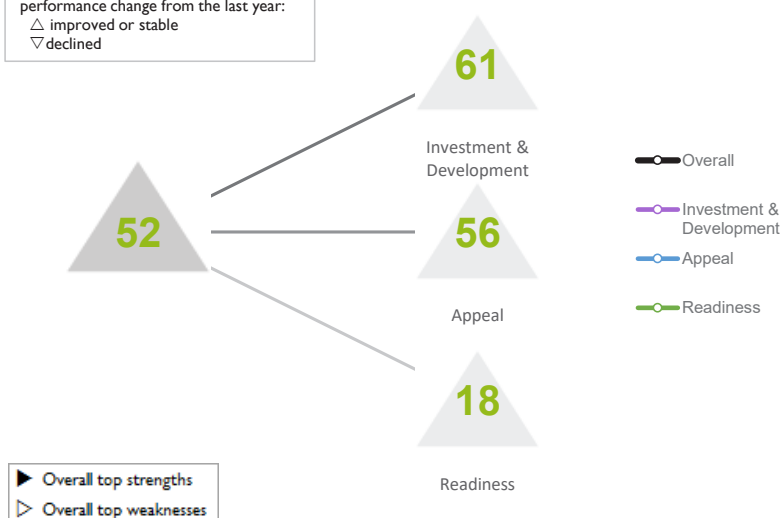 performance change from the last year:
△ improved or stable
▽ declined
61
Investment &
Development
52
56
Appeal
18
Readiness
Overall
Investment &
Development
Appeal
Readiness
▶ Overall top strengths
▷ Overall top weaknesses